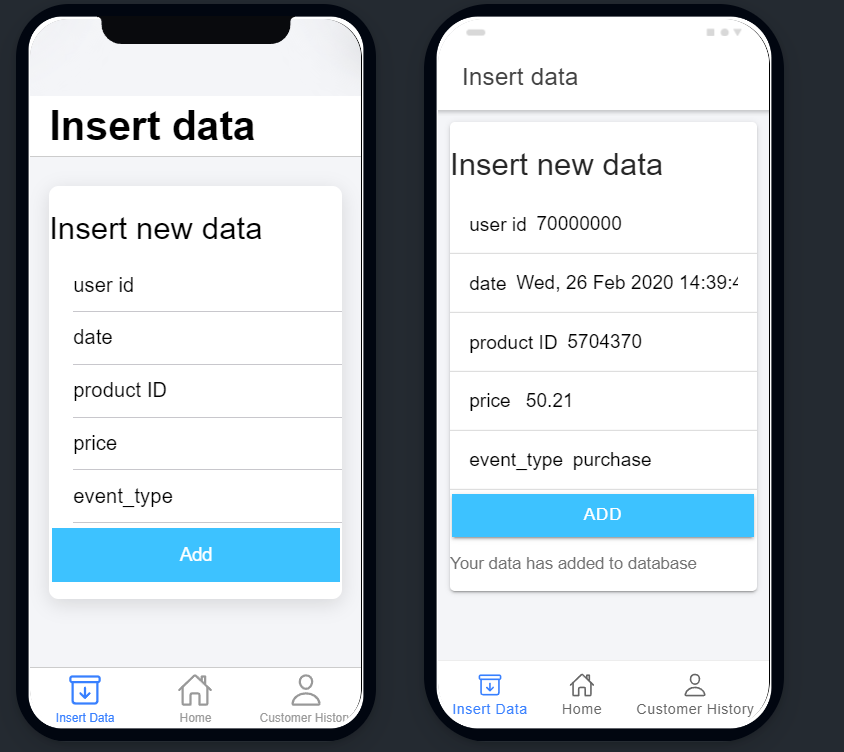 Insert data
Insert new data
user id
date
product ID
price
event_type
Add
Insert Data
Home
Customer Histor
Insert data
Insert new data
user id 70000000
date Wed, 26 Feb 2020 14:39:4
product ID 5704370
price 50.21
event_type purchase
ADD
Your data has added to database
Insert Data
Home
Customer History